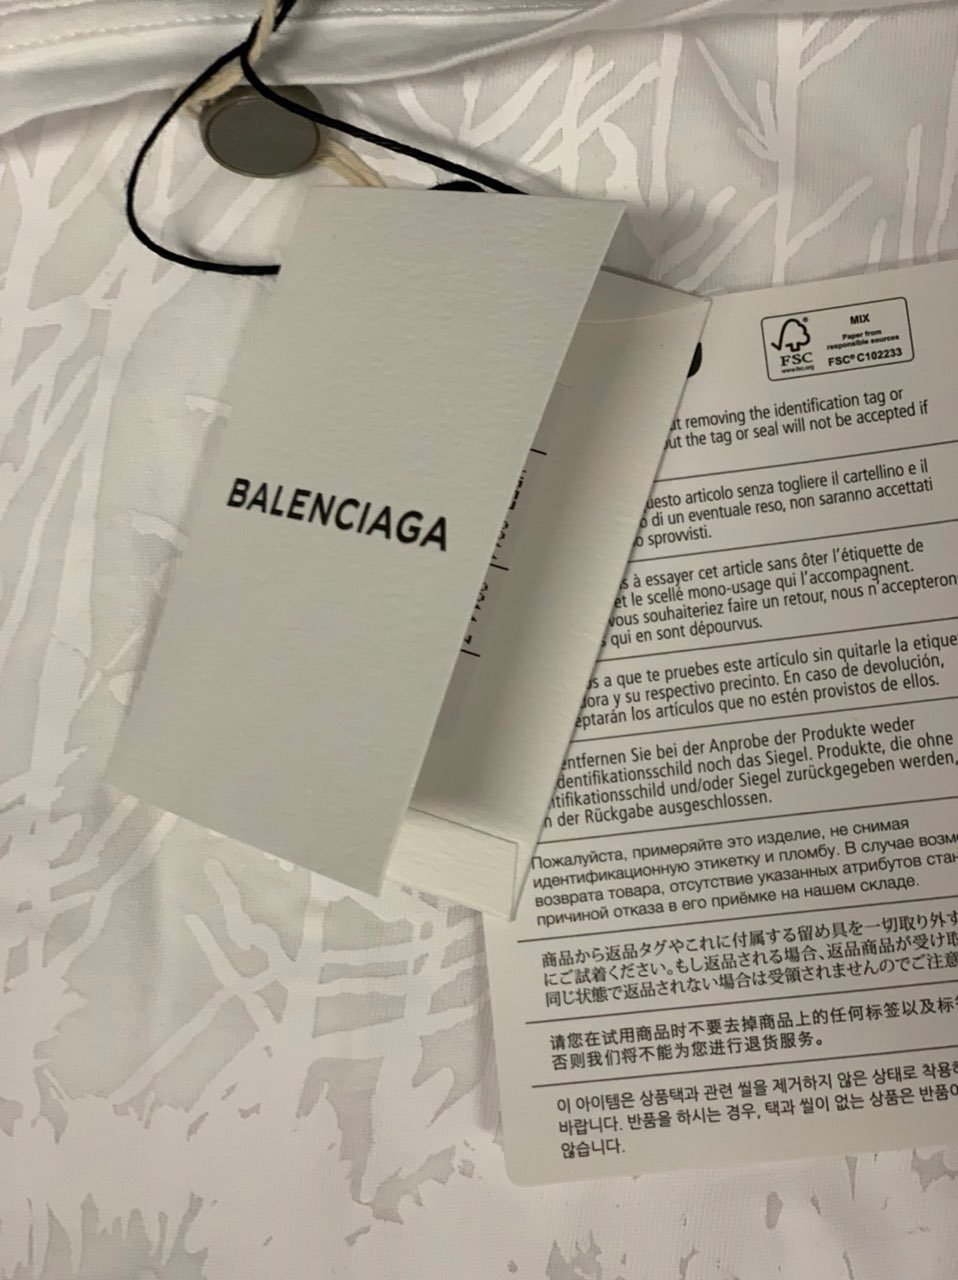 BALENCIAGA
FSC®
www.fsc.org
MIX
Paper from
responsible sources
FSC® C102233
removing the identification tag or
the tag or seal will not be accepted if
articolo senza togliere il cartellino e il
di un eventuale reso, non saranno accettati
sprovvisti.
à essayer cet article sans ôter l'étiquette de
et le scellé mono-usage qui l'accompagnent.
vous souhaiteriez faire un retour, nous n'accepteron
qui en sont dépourvus.
a que te pruebes este artículo sin quitarle la etique
y su respectivo precinto. En caso de devolución,
los artículos que no estén provistos de ellos.
entfernen Sie bei der Anprobe der Produkte weder
dentifikationsschild noch das Siegel. Produkte, die ohne
tifikationsschild und/oder Siegel zurückgegeben werden,
der Rückgabe ausgeschlossen.
Пожалуйста, примеряйте это изделие, не снимая
идентификационную этикетку и пломбу. В случае возм
возврата товара, отсутствие указанных атрибутов стан
причиной отказа в его приёмке на нашем складе.
商品から返品タグやこれに付属する留め具を一切取り外す
にご試着ください。もし返品される場合、返品商品が受け取
同じ状態で返品されない場合は受領されませんのでご注意
请您在试用商品时不要去掉商品上的任何标签以及标
否则我们将不能为您进行退货服务。
이 아이템은 상품택과 관련 씰을 제거하지 않은 상태로 착용
바랍니다. 반품을 하시는 경우, 택과 씰이 없는 상품은 반품이
않습니다.